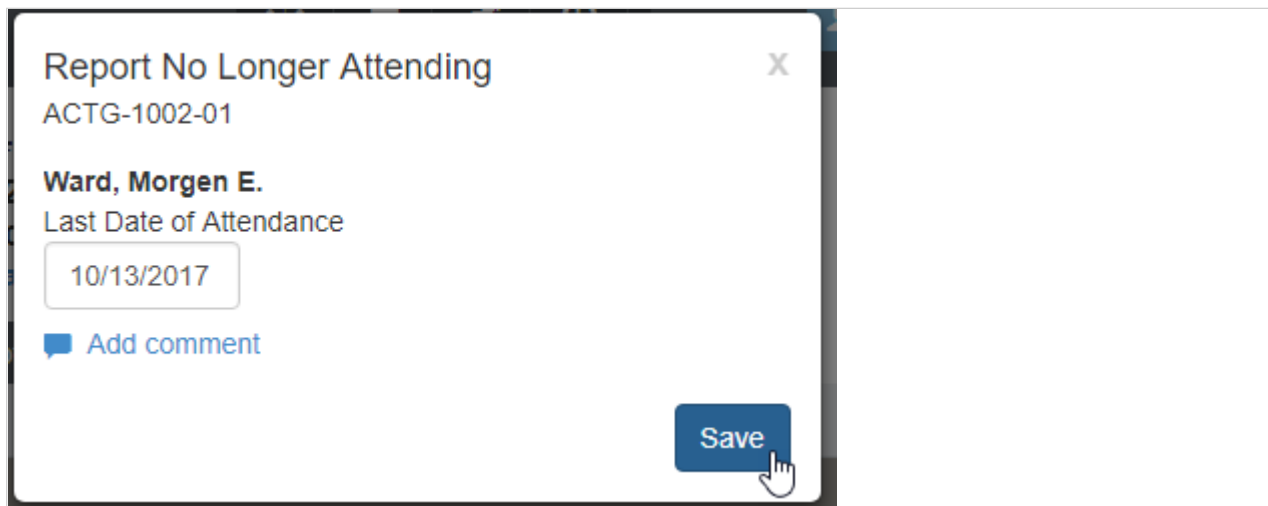 Report No Longer Attending X
ACTG-1002-01
Ward, Morgen E.
Last Date of Attendance
10/13/2017
Add comment
Save